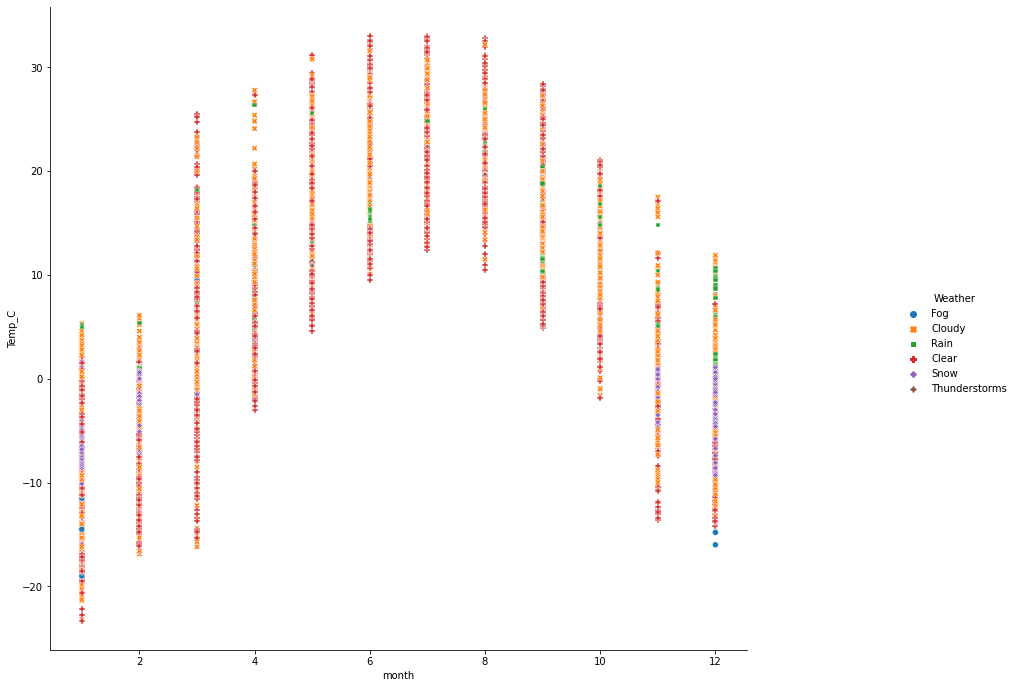 30
20
10
0
−10
−20
Temp_C
2
4
6
8
10
12
month
Weather
Fog
Cloudy
Rain
Clear
Snow
Thunderstorms